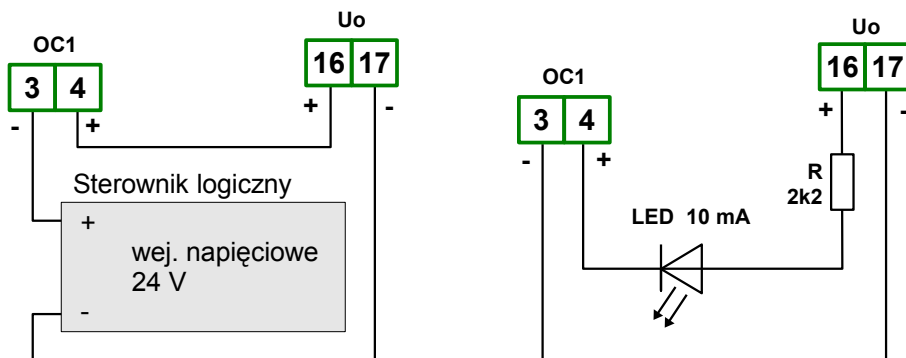 OC1
3 4
- +
Uo
16 17
+ -
Sterownik logiczny
+
wej. napięciowe
24 V
-
OC1
3 4
- +
Uo
16 17
+ -
R
2k2
LED 10 mA